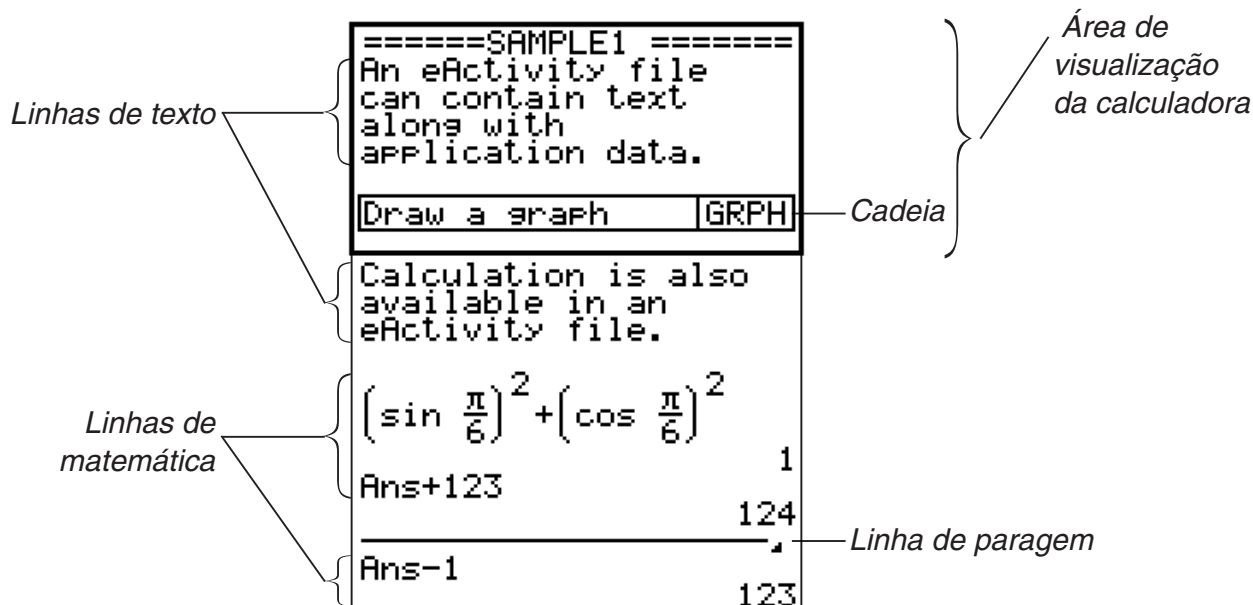 ======SAMPLE1 =======
An eActivity file
can contain text
along with
application data.
Draw a graph GRPH
Calculation is also
available in an
eActivity file.
(sin π/6)²+(cos π/6)²
1
Ans+123
124
Ans−1
123
Linhas de texto
Linhas de
matemática
Área de
visualização
da calculadora
Cadeia
Linha de paragem